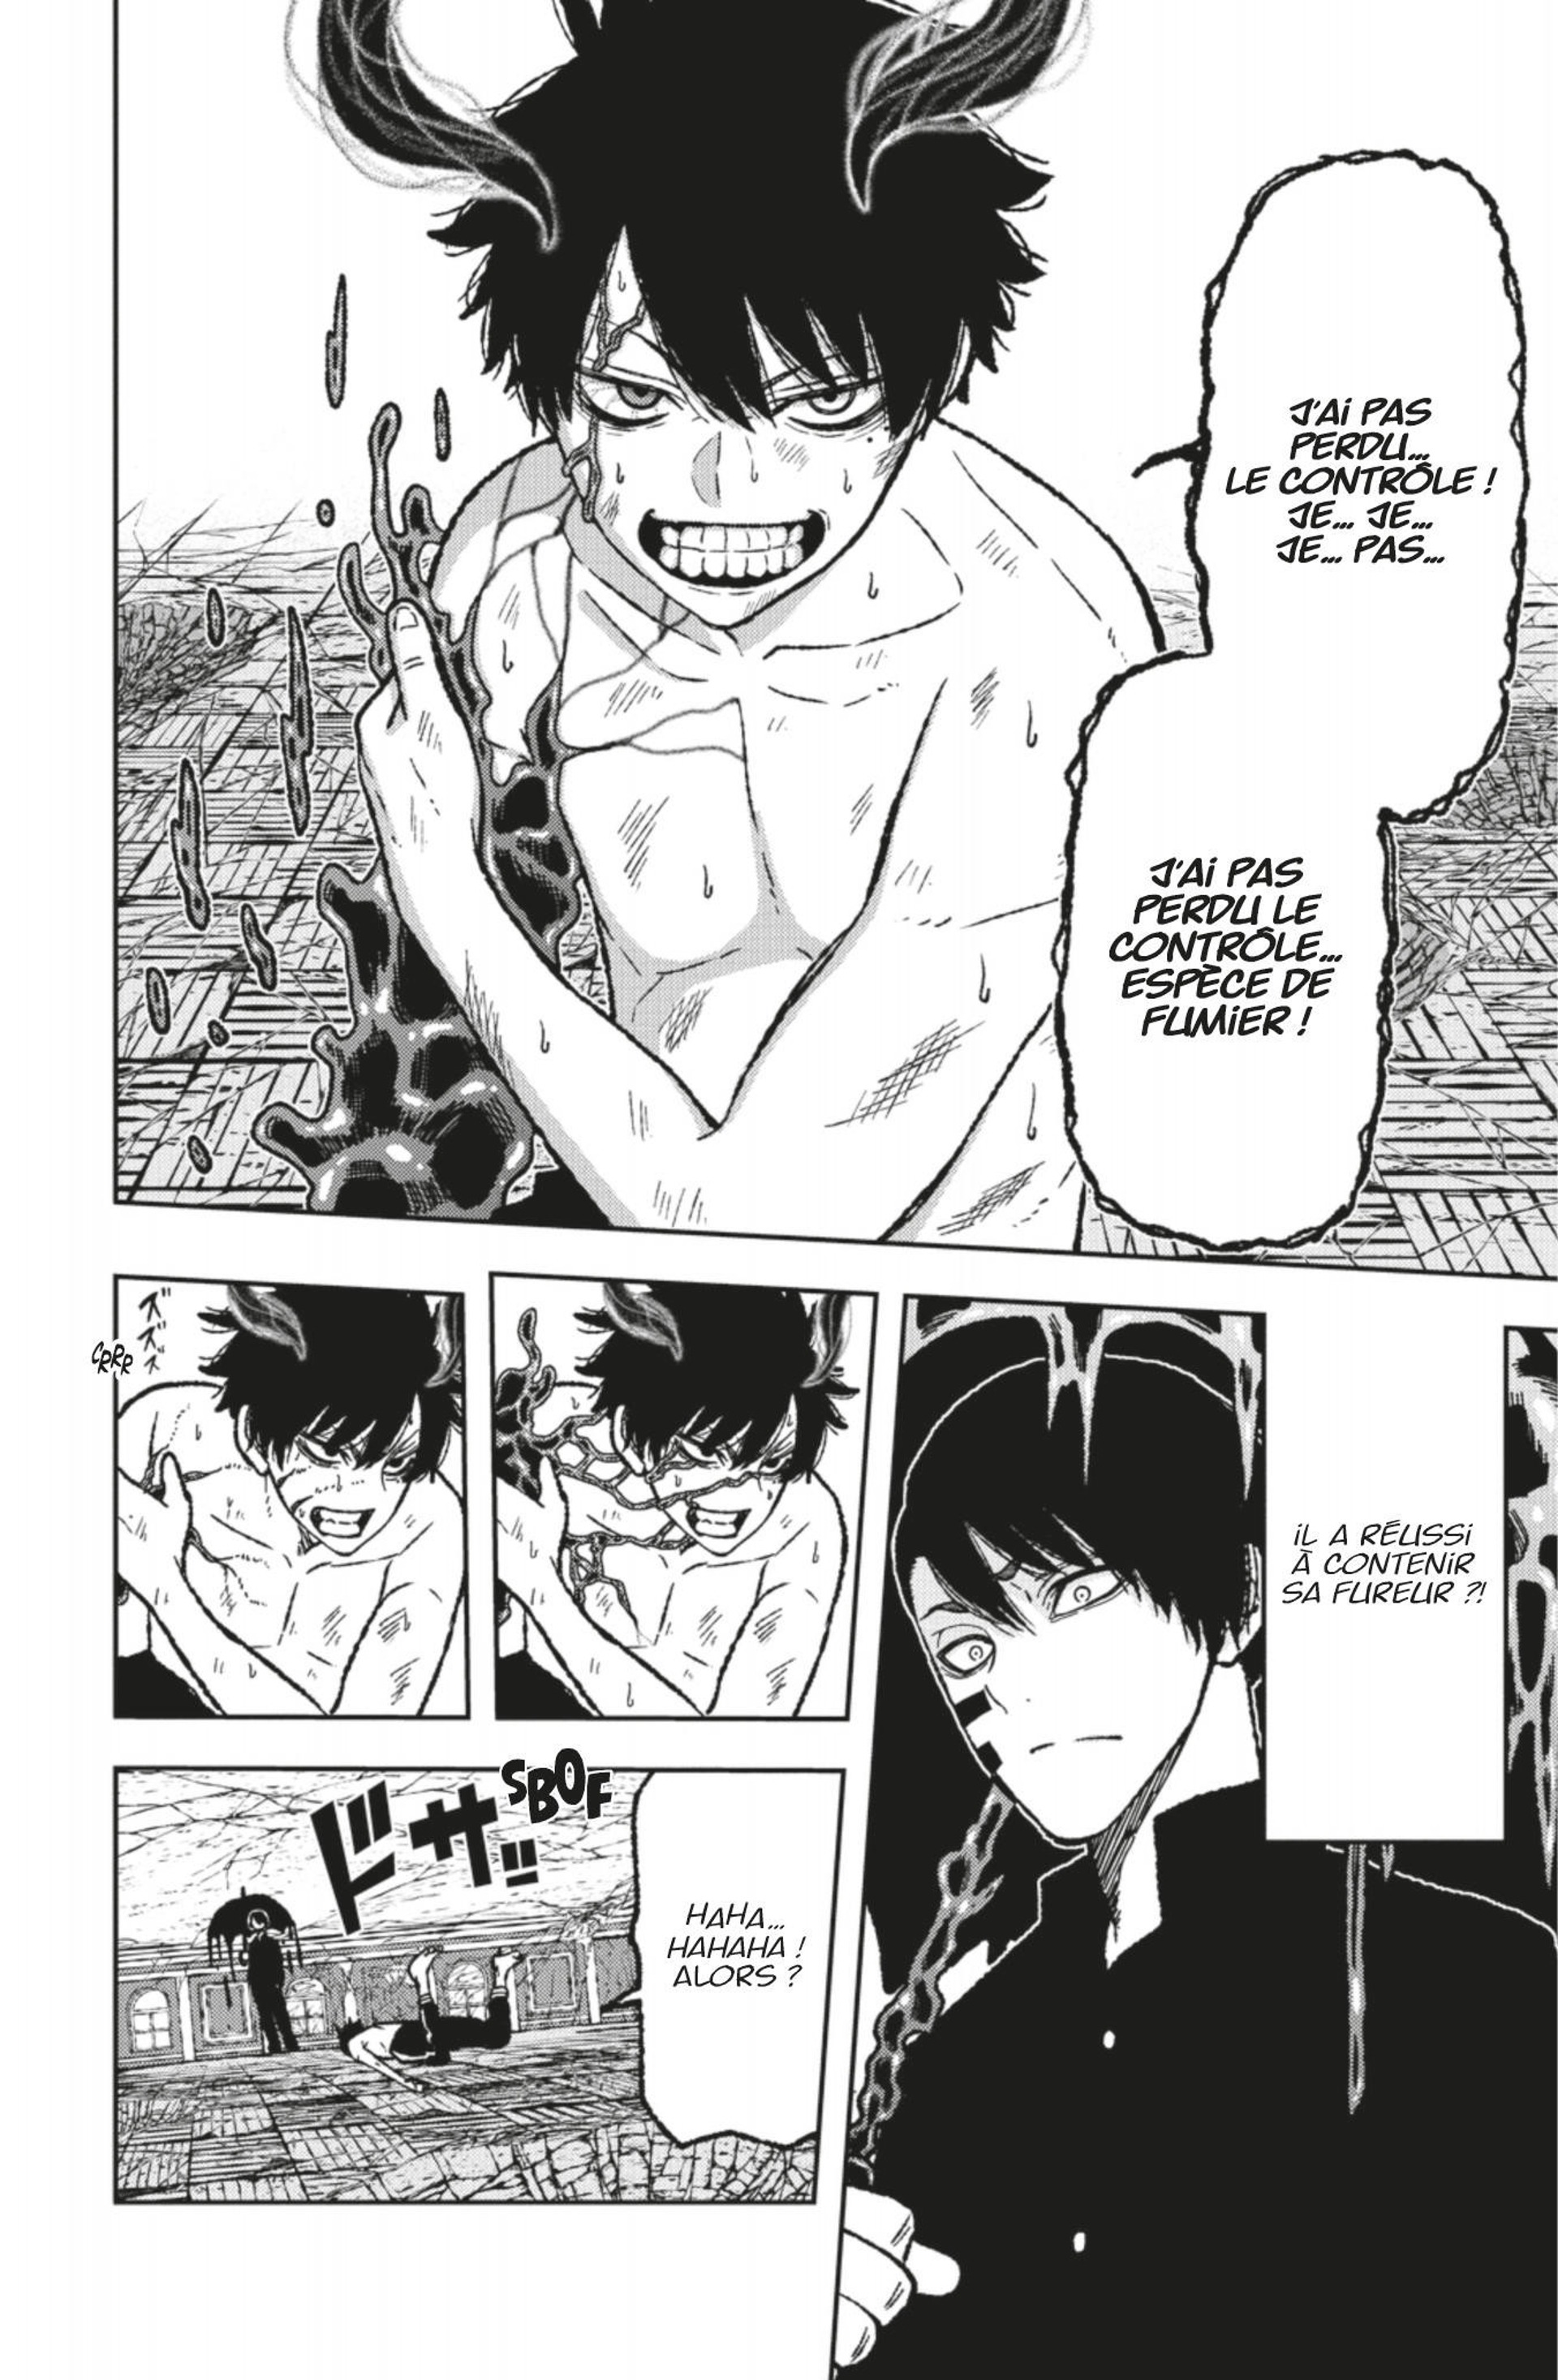 J'AI PAS
PERDU...
LE CONTRÔLE !
JE... JE...
JE... PAS...
J'AI PAS
PERDU LE
CONTRÔLE...
ESPÈCE DE
FUMIER !
IL A RÉUSSI
À CONTENIR
SA FUREUR ?!
ズズズ
CRRR
HAHA...
HAHAHA !
ALORS ?
SBOF
ドサッ